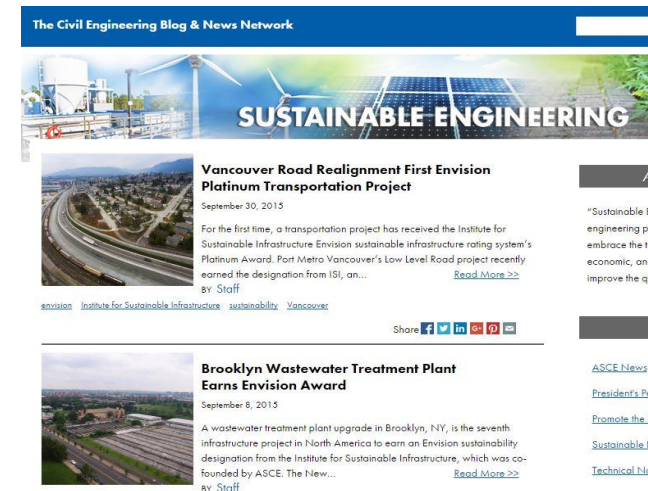 The Civil Engineering Blog & News Network
SUSTAINABLE ENGINEERING
Vancouver Road Realignment First Envision
Platinum Transportation Project
September 30, 2015
For the first time, a transportation project has received the Institute for
Sustainable Infrastructure Envision sustainable infrastructure rating system's
Platinum Award. Port Metro Vancouver's Low Level Road project recently
earned the designation from ISI, an... Read More >>
BY Staff
envision Institute for Sustainable Infrastructure sustainability Vancouver
Share
Brooklyn Wastewater Treatment Plant
Earns Envision Award
September 8, 2015
A wastewater treatment plant upgrade in Brooklyn, NY, is the seventh
infrastructure project in North America to earn an Envision sustainability
designation from the Institute for Sustainable Infrastructure, which was co-
founded by ASCE. The New... Read More >>
BY Staff
"Sustainable
engineering
embrace the
economic, an
improve the
ASCE News
President's
Promote the
Sustainable
Technical